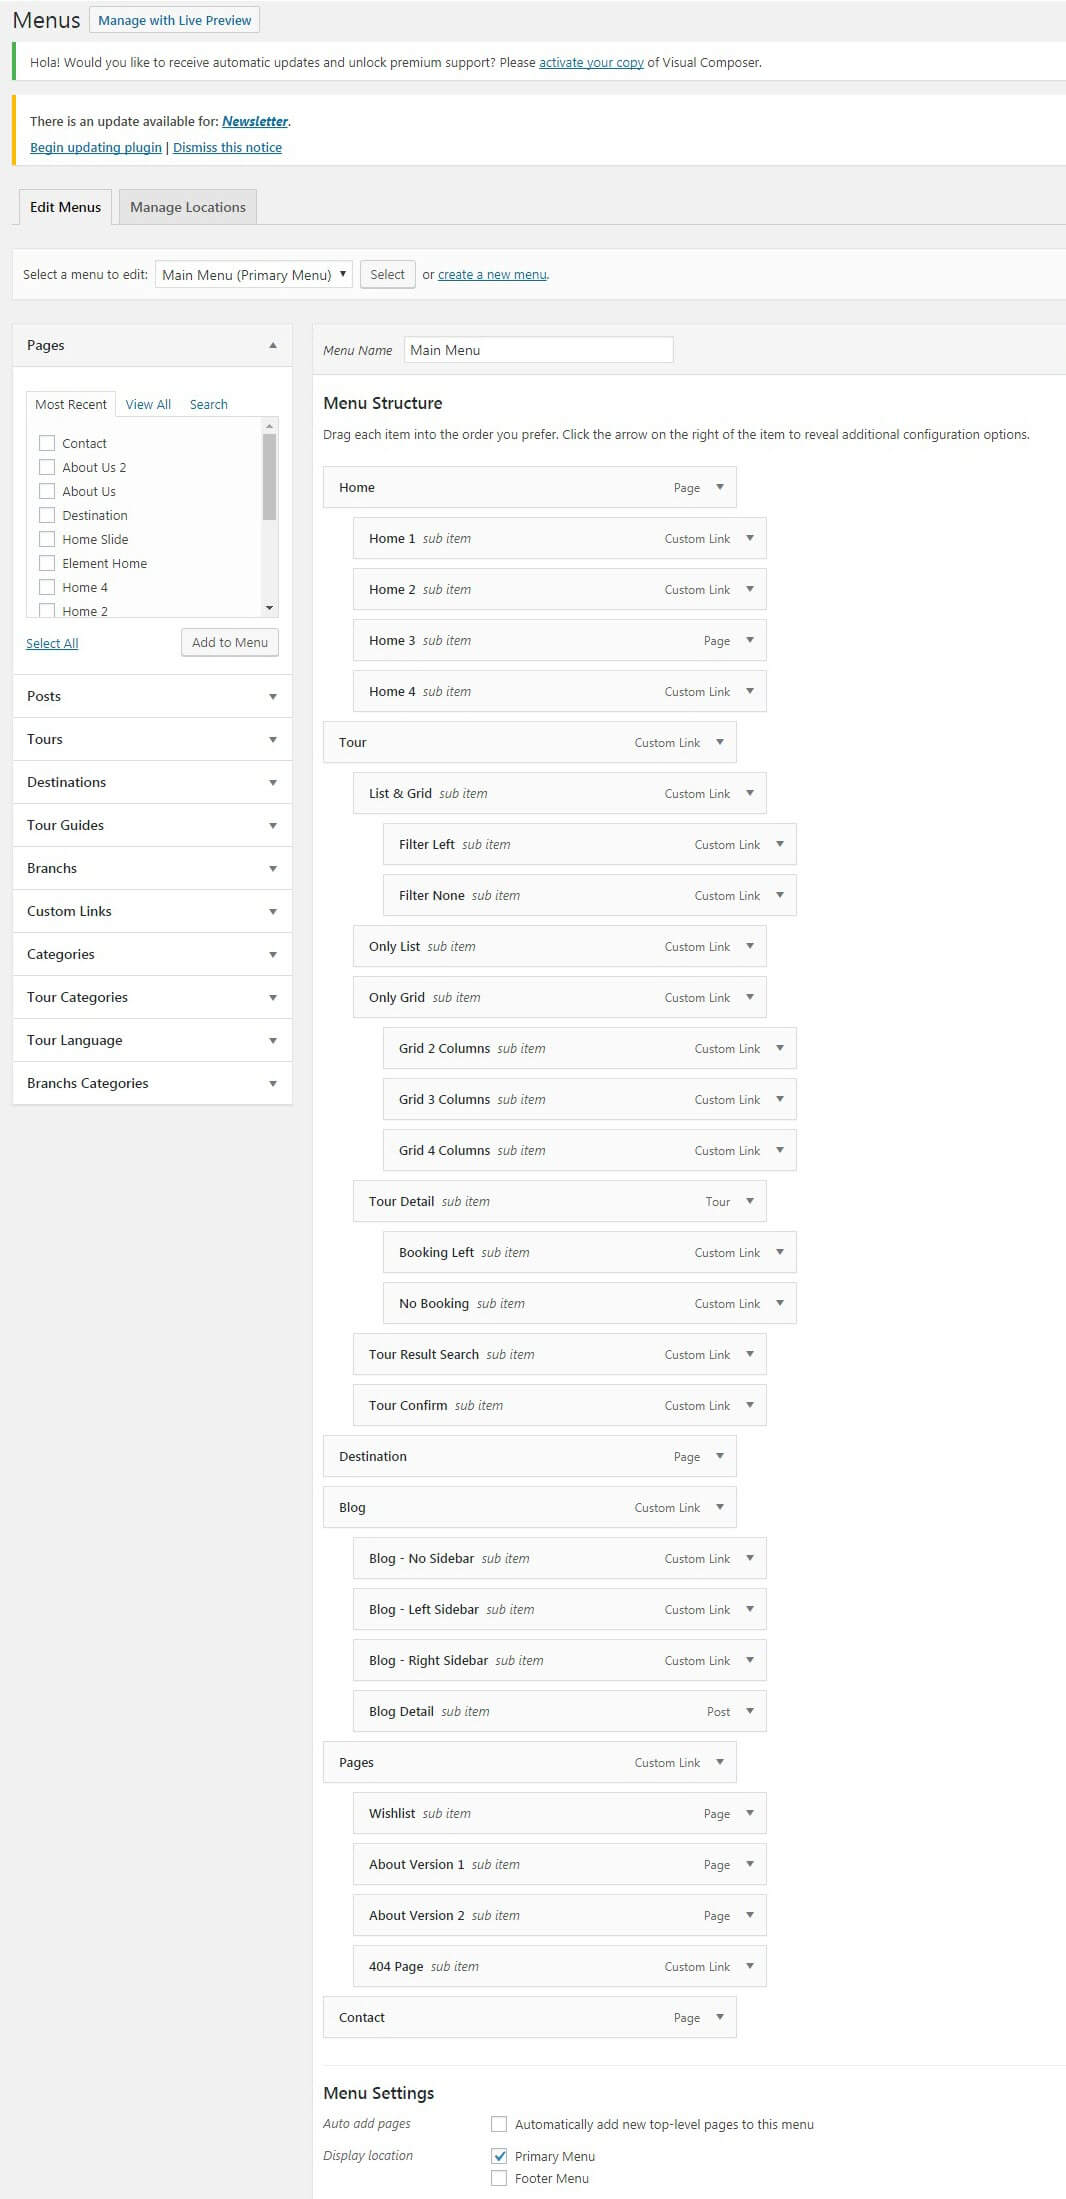 Menus Manage with Live Preview
Hola! Would you like to receive automatic updates and unlock premium support? Please activate your copy of Visual Composer.
There is an update available for: Newsletter.
Begin updating plugin | Dismiss this notice
Edit Menus Manage Locations
Select a menu to edit: Main Menu (Primary Menu) Select or create a new menu.
Pages
Most Recent View All Search
Contact
About Us 2
About Us
Destination
Home Slide
Element Home
Home 4
Home 2
Select All Add to Menu
Posts
Tours
Destinations
Tour Guides
Branchs
Custom Links
Categories
Tour Categories
Tour Language
Branchs Categories
Menu Name Main Menu
Menu Structure
Drag each item into the order you prefer. Click the arrow on the right of the item to reveal additional configuration options.
Home Page
Home 1 sub item Custom Link
Home 2 sub item Custom Link
Home 3 sub item Page
Home 4 sub item Custom Link
Tour Custom Link
List & Grid sub item Custom Link
Filter Left sub item Custom Link
Filter None sub item Custom Link
Only List sub item Custom Link
Only Grid sub item Custom Link
Grid 2 Columns sub item Custom Link
Grid 3 Columns sub item Custom Link
Grid 4 Columns sub item Custom Link
Tour Detail sub item Tour
Booking Left sub item Custom Link
No Booking sub item Custom Link
Tour Result Search sub item Custom Link
Tour Confirm sub item Custom Link
Destination Page
Blog Custom Link
Blog - No Sidebar sub item Custom Link
Blog - Left Sidebar sub item Custom Link
Blog - Right Sidebar sub item Custom Link
Blog Detail sub item Post
Pages Custom Link
Wishlist sub item Page
About Version 1 sub item Page
About Version 2 sub item Page
404 Page sub item Custom Link
Contact Page
Menu Settings
Auto add pages Automatically add new top-level pages to this menu
Display location Primary Menu
Footer Menu